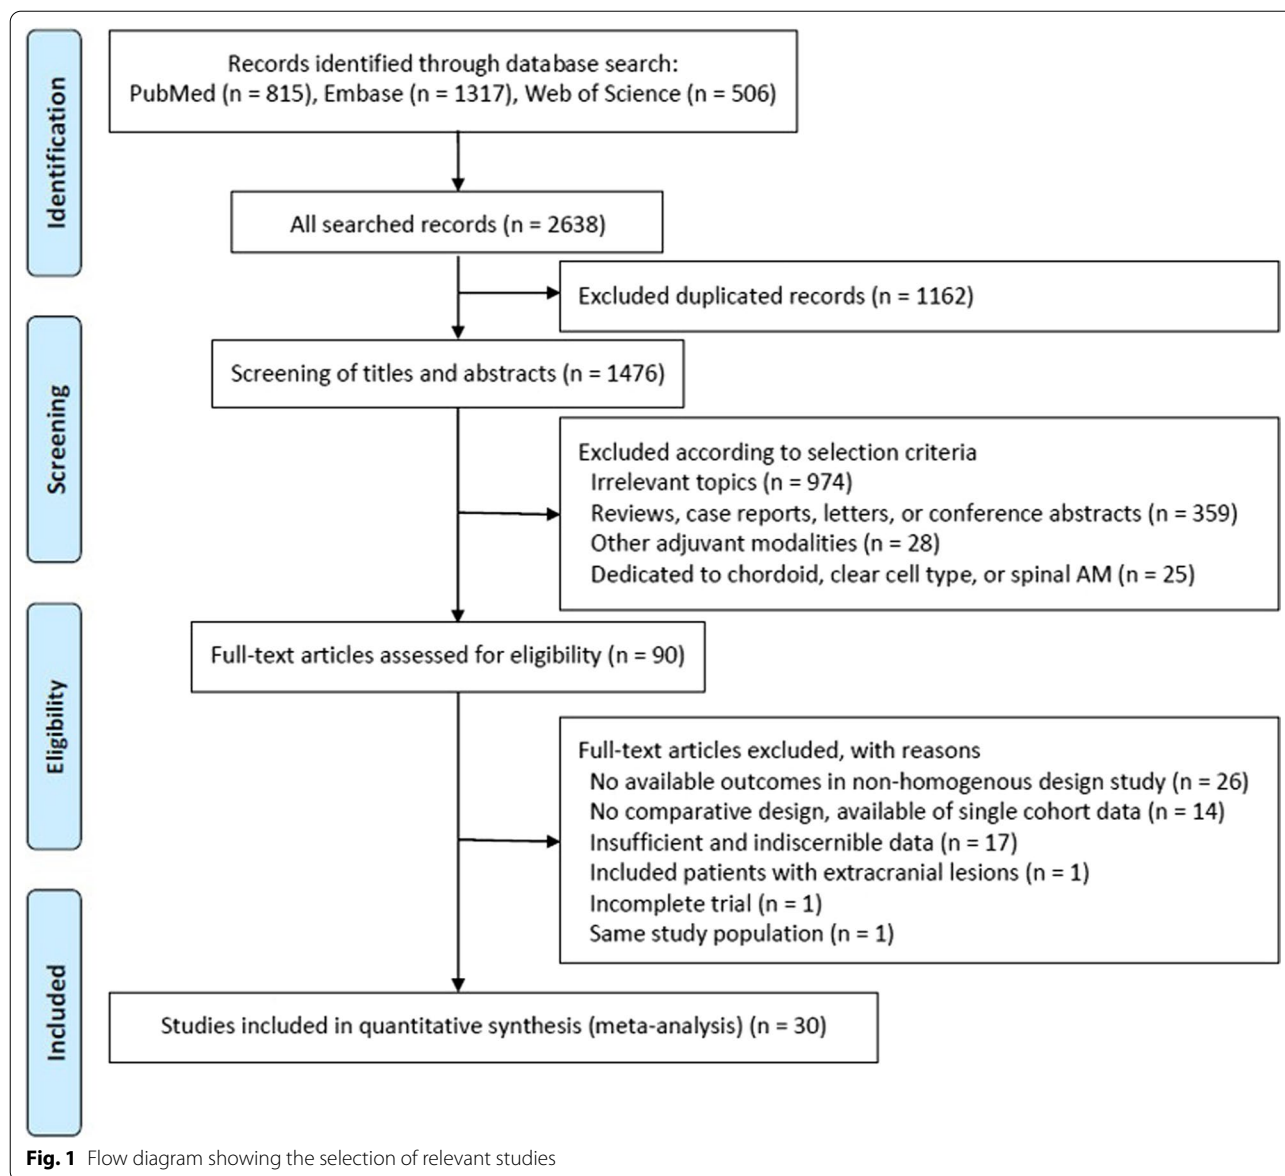 Identification
Records identified through database search:
PubMed (n = 815), Embase (n = 1317), Web of Science (n = 506)
All searched records (n = 2638)
Excluded duplicated records (n = 1162)
Screening
Screening of titles and abstracts (n = 1476)
Excluded according to selection criteria
Irrelevant topics (n = 974)
Reviews, case reports, letters, or conference abstracts (n = 359)
Other adjuvant modalities (n = 28)
Dedicated to chordoid, clear cell type, or spinal AM (n = 25)
Eligibility
Full-text articles assessed for eligibility (n = 90)
Full-text articles excluded, with reasons
No available outcomes in non-homogenous design study (n = 26)
No comparative design, available of single cohort data (n = 14)
Insufficient and indiscernible data (n = 17)
Included patients with extracranial lesions (n = 1)
Incomplete trial (n = 1)
Same study population (n = 1)
Included
Studies included in quantitative synthesis (meta-analysis) (n = 30)
Fig. 1 Flow diagram showing the selection of relevant studies